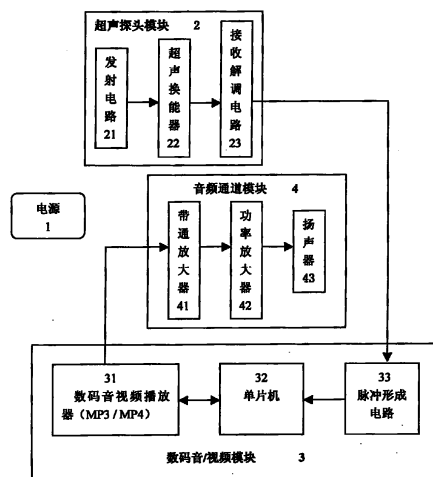 超声探头模块 2
发射电路
21
超声换能器
22
接收解调电路
23
音频通道模块 4
电源
1
带通放大器
41
功率放大器
42
扬声器
43
31
数码音视频播放
器（MP3 / MP4）
32
单片机
33
脉冲形成
电路
数码音/视频模块 3